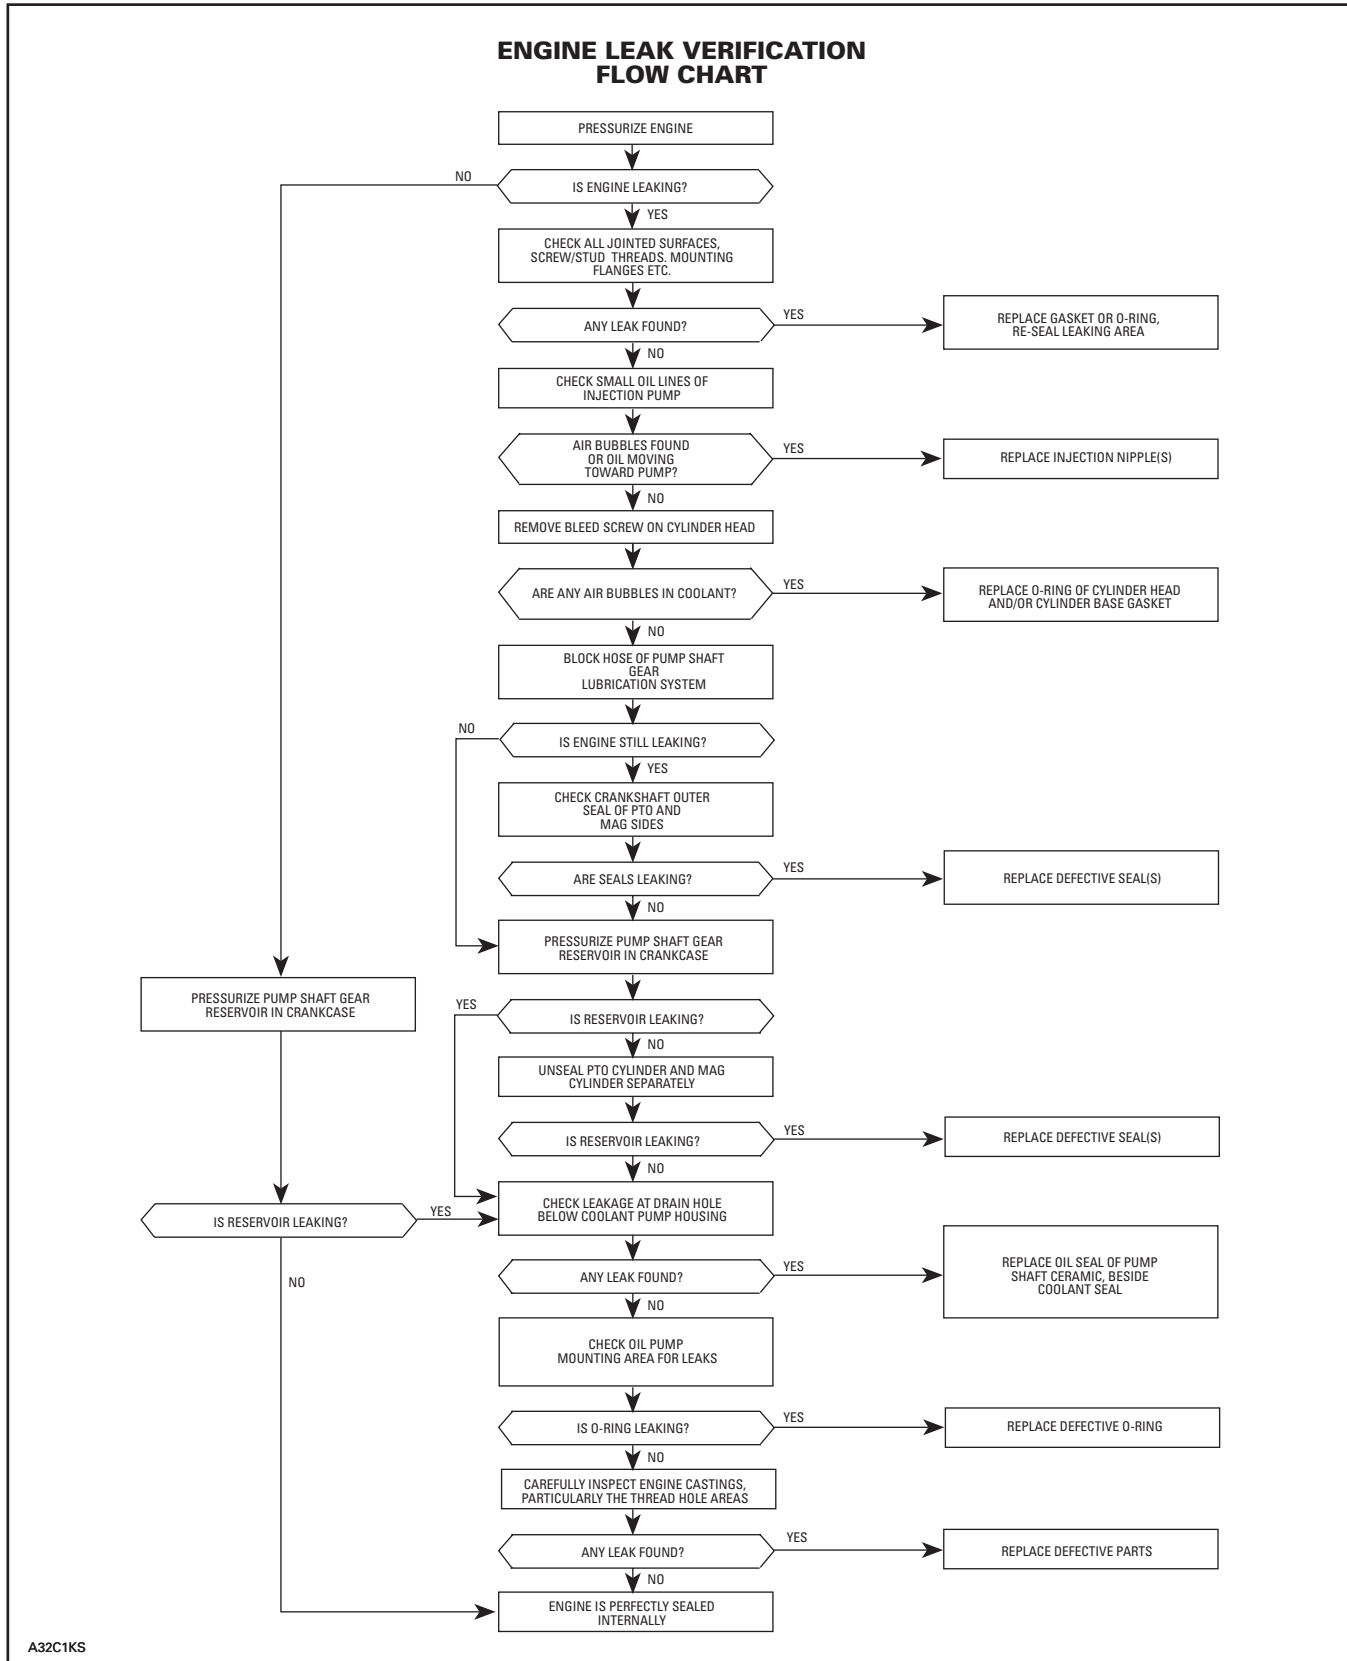 ENGINE LEAK VERIFICATION
FLOW CHART
PRESSURIZE ENGINE
NO
IS ENGINE LEAKING?
YES
CHECK ALL JOINTED SURFACES,
SCREW/STUD THREADS. MOUNTING
FLANGES ETC.
ANY LEAK FOUND?
YES
REPLACE GASKET OR O-RING,
RE-SEAL LEAKING AREA
NO
CHECK SMALL OIL LINES OF
INJECTION PUMP
AIR BUBBLES FOUND
OR OIL MOVING
TOWARD PUMP?
YES
REPLACE INJECTION NIPPLE(S)
NO
REMOVE BLEED SCREW ON CYLINDER HEAD
ARE ANY AIR BUBBLES IN COOLANT?
YES
REPLACE O-RING OF CYLINDER HEAD
AND/OR CYLINDER BASE GASKET
NO
BLOCK HOSE OF PUMP SHAFT
GEAR
LUBRICATION SYSTEM
NO
IS ENGINE STILL LEAKING?
YES
CHECK CRANKSHAFT OUTER
SEAL OF PTO AND
MAG SIDES
ARE SEALS LEAKING?
YES
REPLACE DEFECTIVE SEAL(S)
NO
PRESSURIZE PUMP SHAFT GEAR
RESERVOIR IN CRANKCASE
PRESSURIZE PUMP SHAFT GEAR
RESERVOIR IN CRANKCASE
YES
IS RESERVOIR LEAKING?
NO
UNSEAL PTO CYLINDER AND MAG
CYLINDER SEPARATELY
IS RESERVOIR LEAKING?
YES
REPLACE DEFECTIVE SEAL(S)
NO
CHECK LEAKAGE AT DRAIN HOLE
BELOW COOLANT PUMP HOUSING
IS RESERVOIR LEAKING?
YES
NO
ANY LEAK FOUND?
YES
REPLACE OIL SEAL OF PUMP
SHAFT CERAMIC, BESIDE
COOLANT SEAL
NO
CHECK OIL PUMP
MOUNTING AREA FOR LEAKS
IS O-RING LEAKING?
YES
REPLACE DEFECTIVE O-RING
NO
CAREFULLY INSPECT ENGINE CASTINGS,
PARTICULARLY THE THREAD HOLE AREAS
ANY LEAK FOUND?
YES
REPLACE DEFECTIVE PARTS
NO
ENGINE IS PERFECTLY SEALED
INTERNALLY
A32C1KS